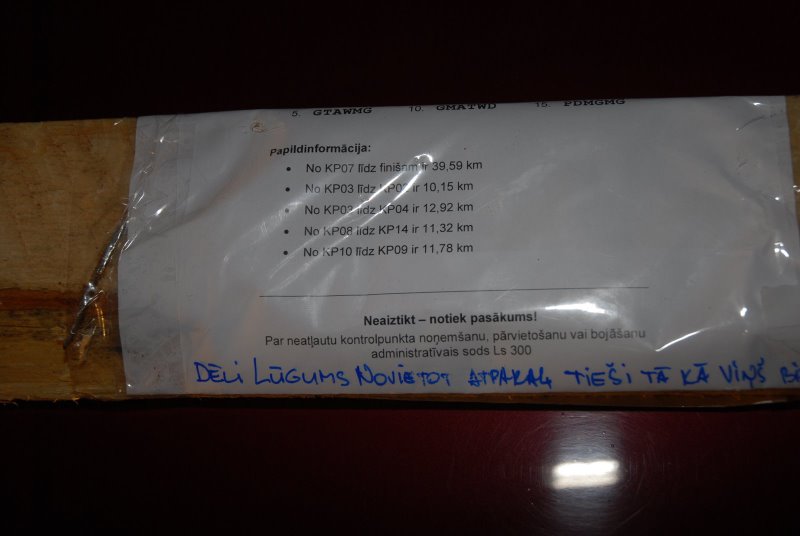 5. GTAWMG 10. GMATWD 15. PDMGMG
Papildinformācija:
• No KP07 līdz finišam ir 39,59 km
• No KP03 līdz ir 10,15 km
• No KP03 līdz KP04 ir 12,92 km
• No KP08 līdz KP14 ir 11,32 km
• No KP10 līdz KP09 ir 11,78 km
Neaiztikt – notiek pasākums!
Par neatļautu kontrolpunkta noņemšanu, pārvietošanu vai bojāšanu
administratīvais sods Ls 300
DĒLI LŪGUMS NOVIETOT ATPAKAĻ TIEŠI TĀ KĀ VIŅŠ